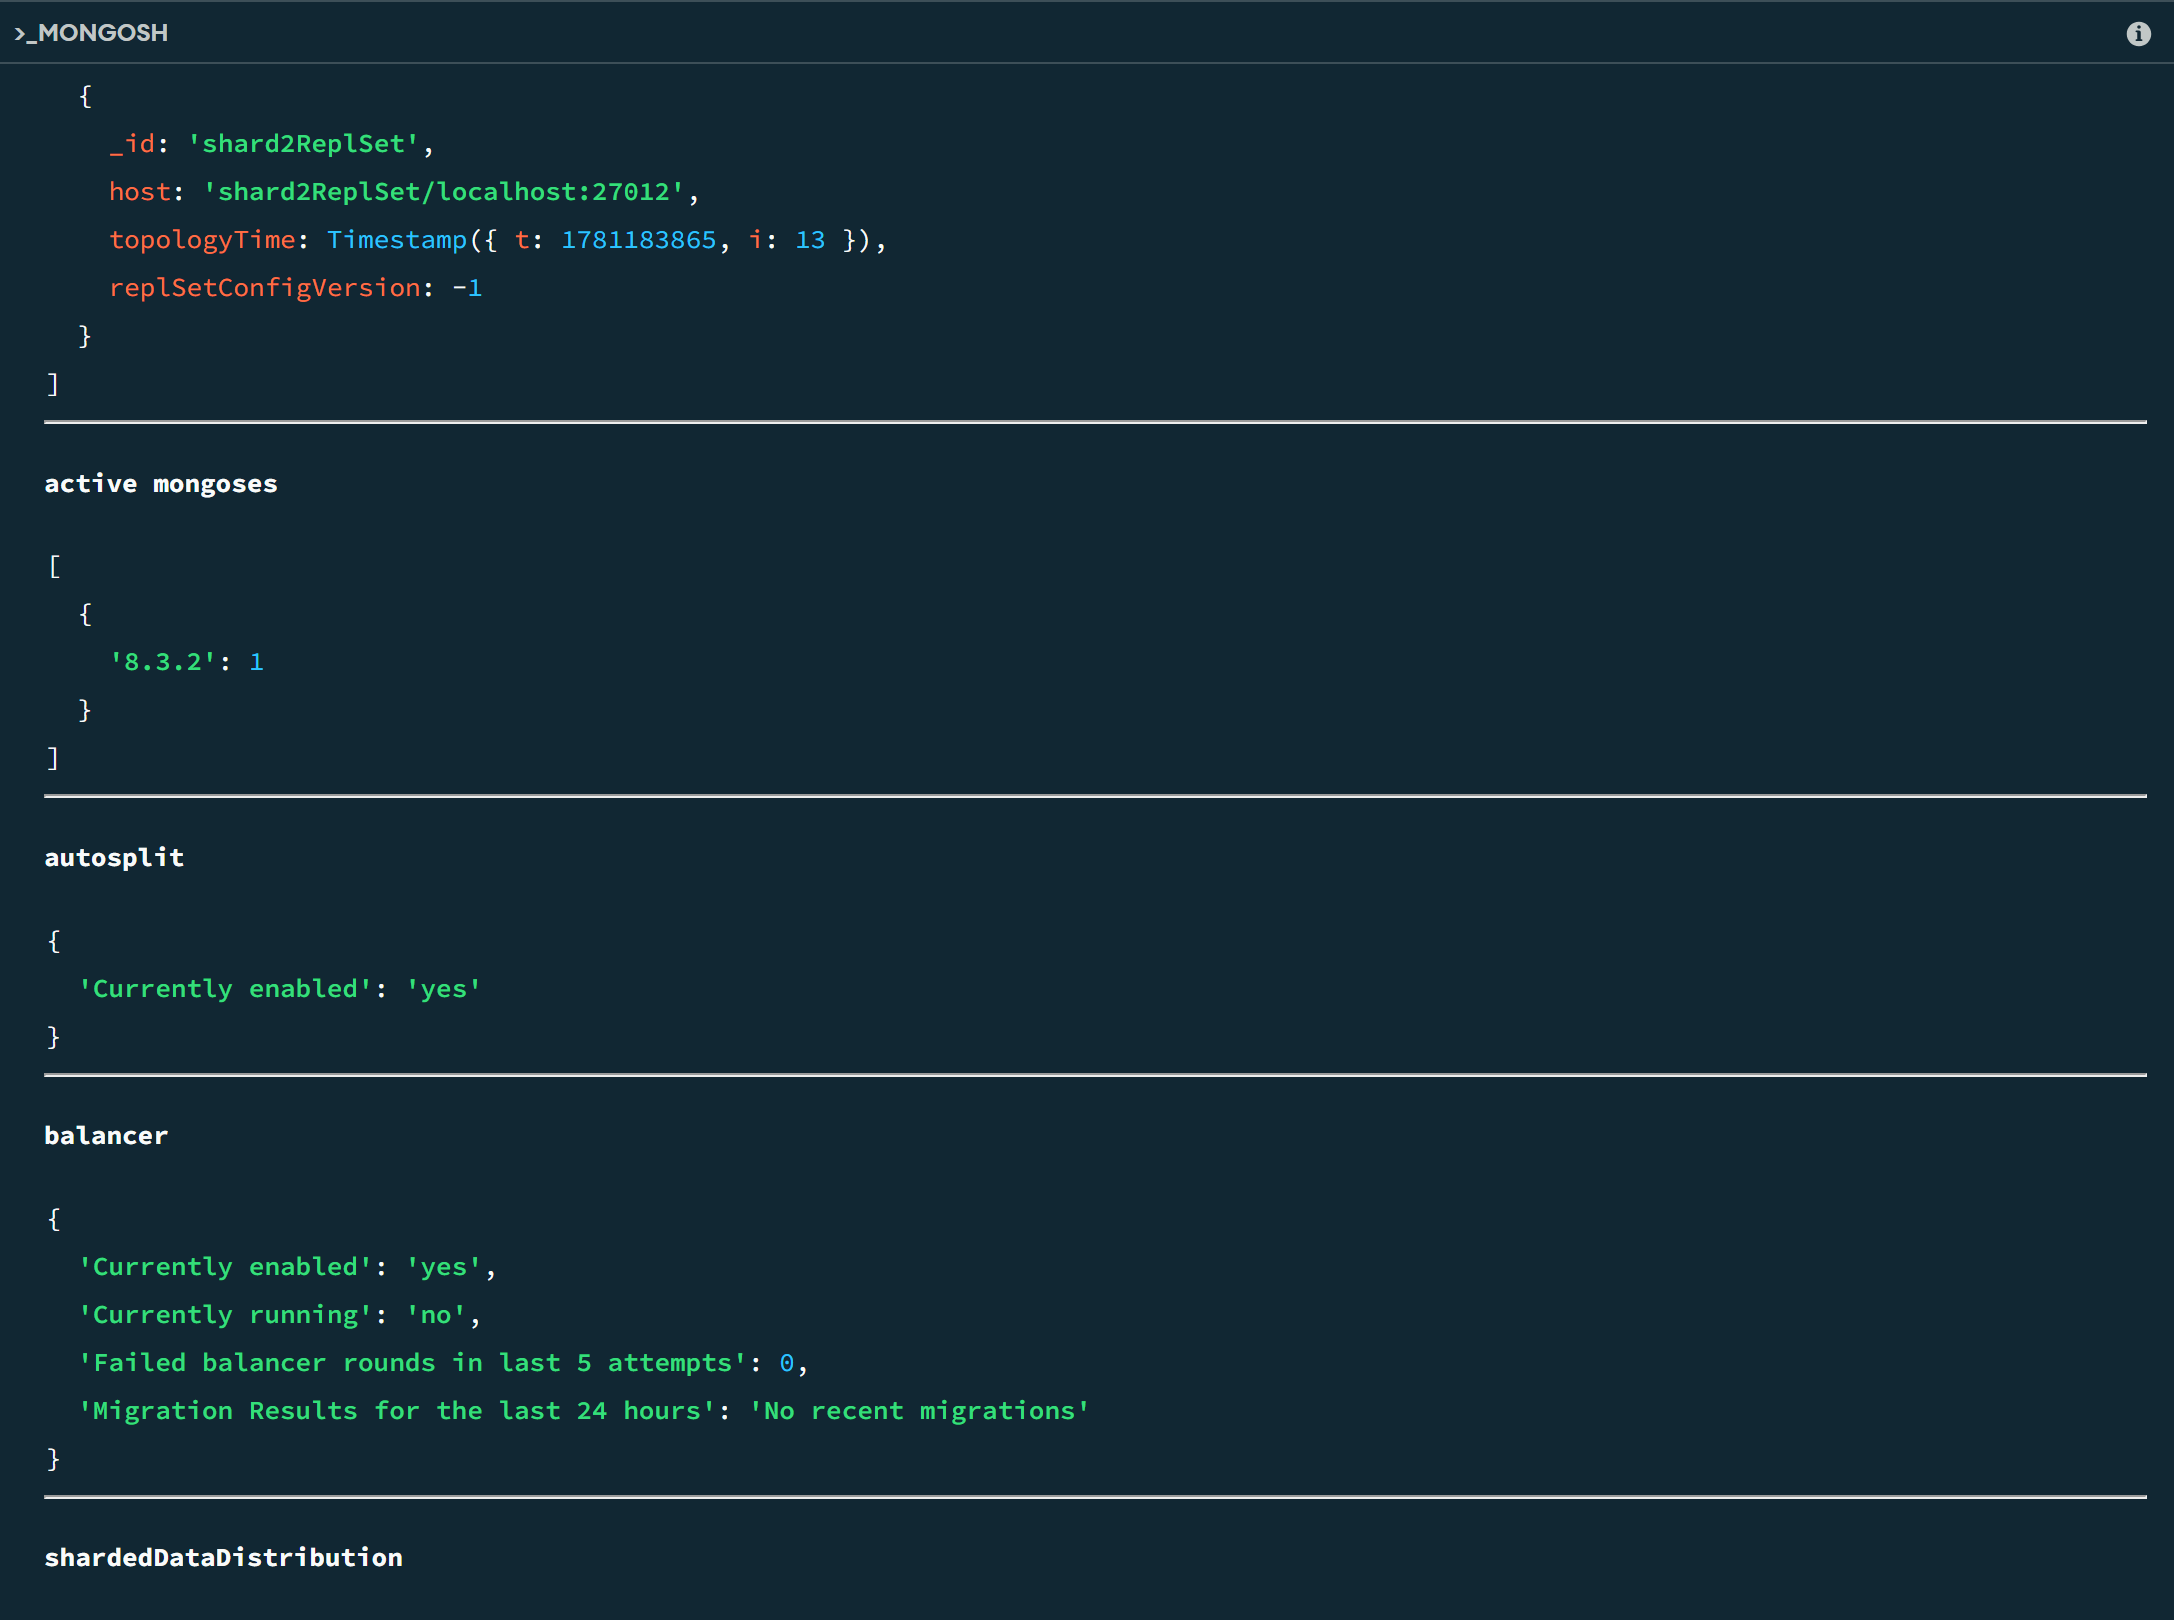 >_MONGOSH
{
_id: 'shard2ReplSet',
host: 'shard2ReplSet/localhost:27012',
topologyTime: Timestamp({ t: 1781183865, i: 13 }),
replSetConfigVersion: -1
}
]
active mongoses
[
{
'8.3.2': 1
}
]
autosplit
{
'Currently enabled': 'yes'
}
balancer
{
'Currently enabled': 'yes',
'Currently running': 'no',
'Failed balancer rounds in last 5 attempts': 0,
'Migration Results for the last 24 hours': 'No recent migrations'
}
shardedDataDistribution